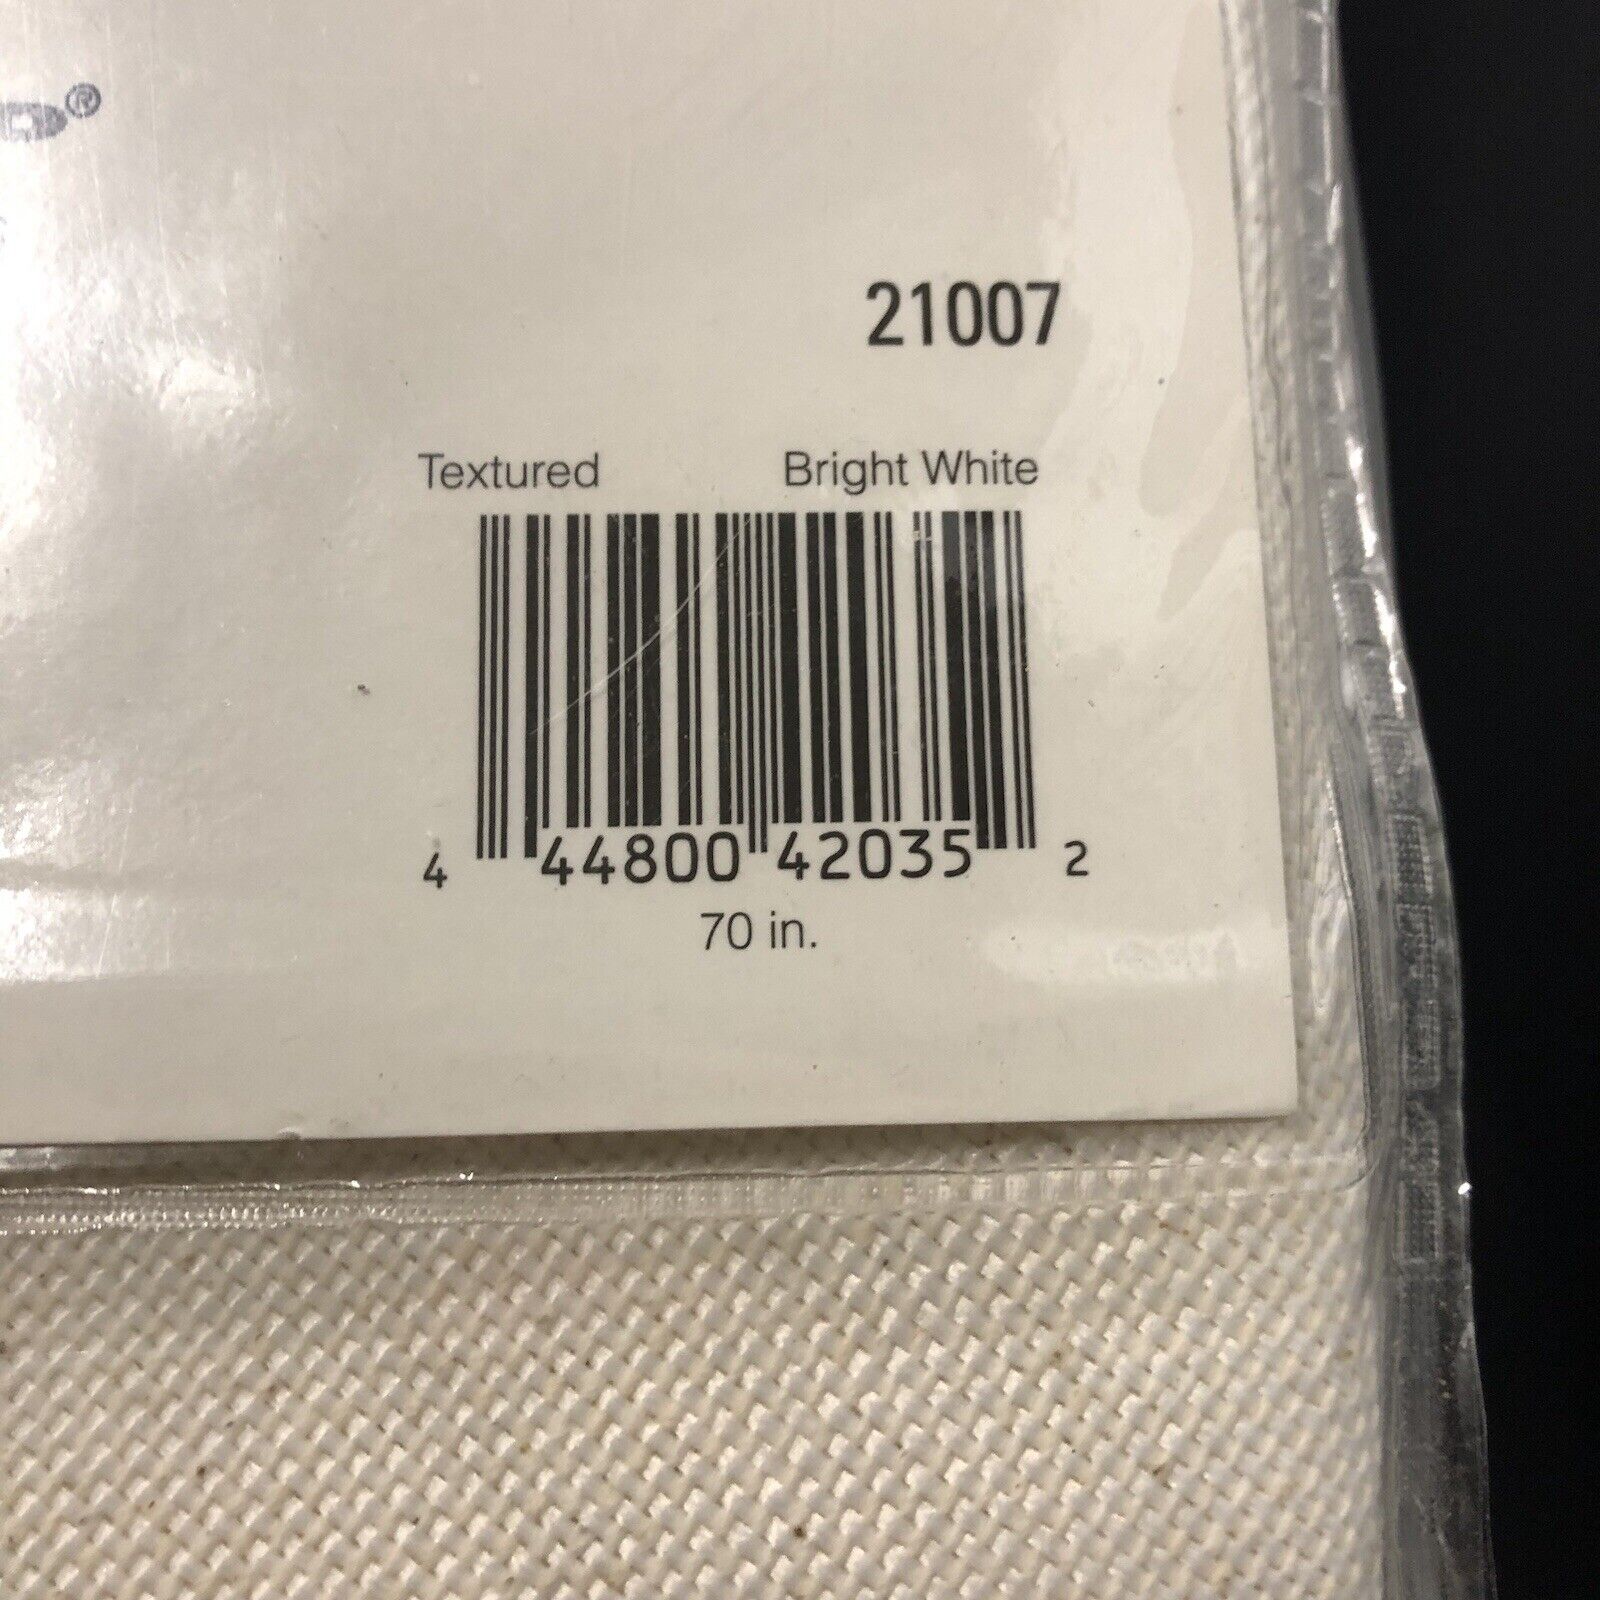 ®
21007
Textured Bright White
4 44800 42035 2
70 in.